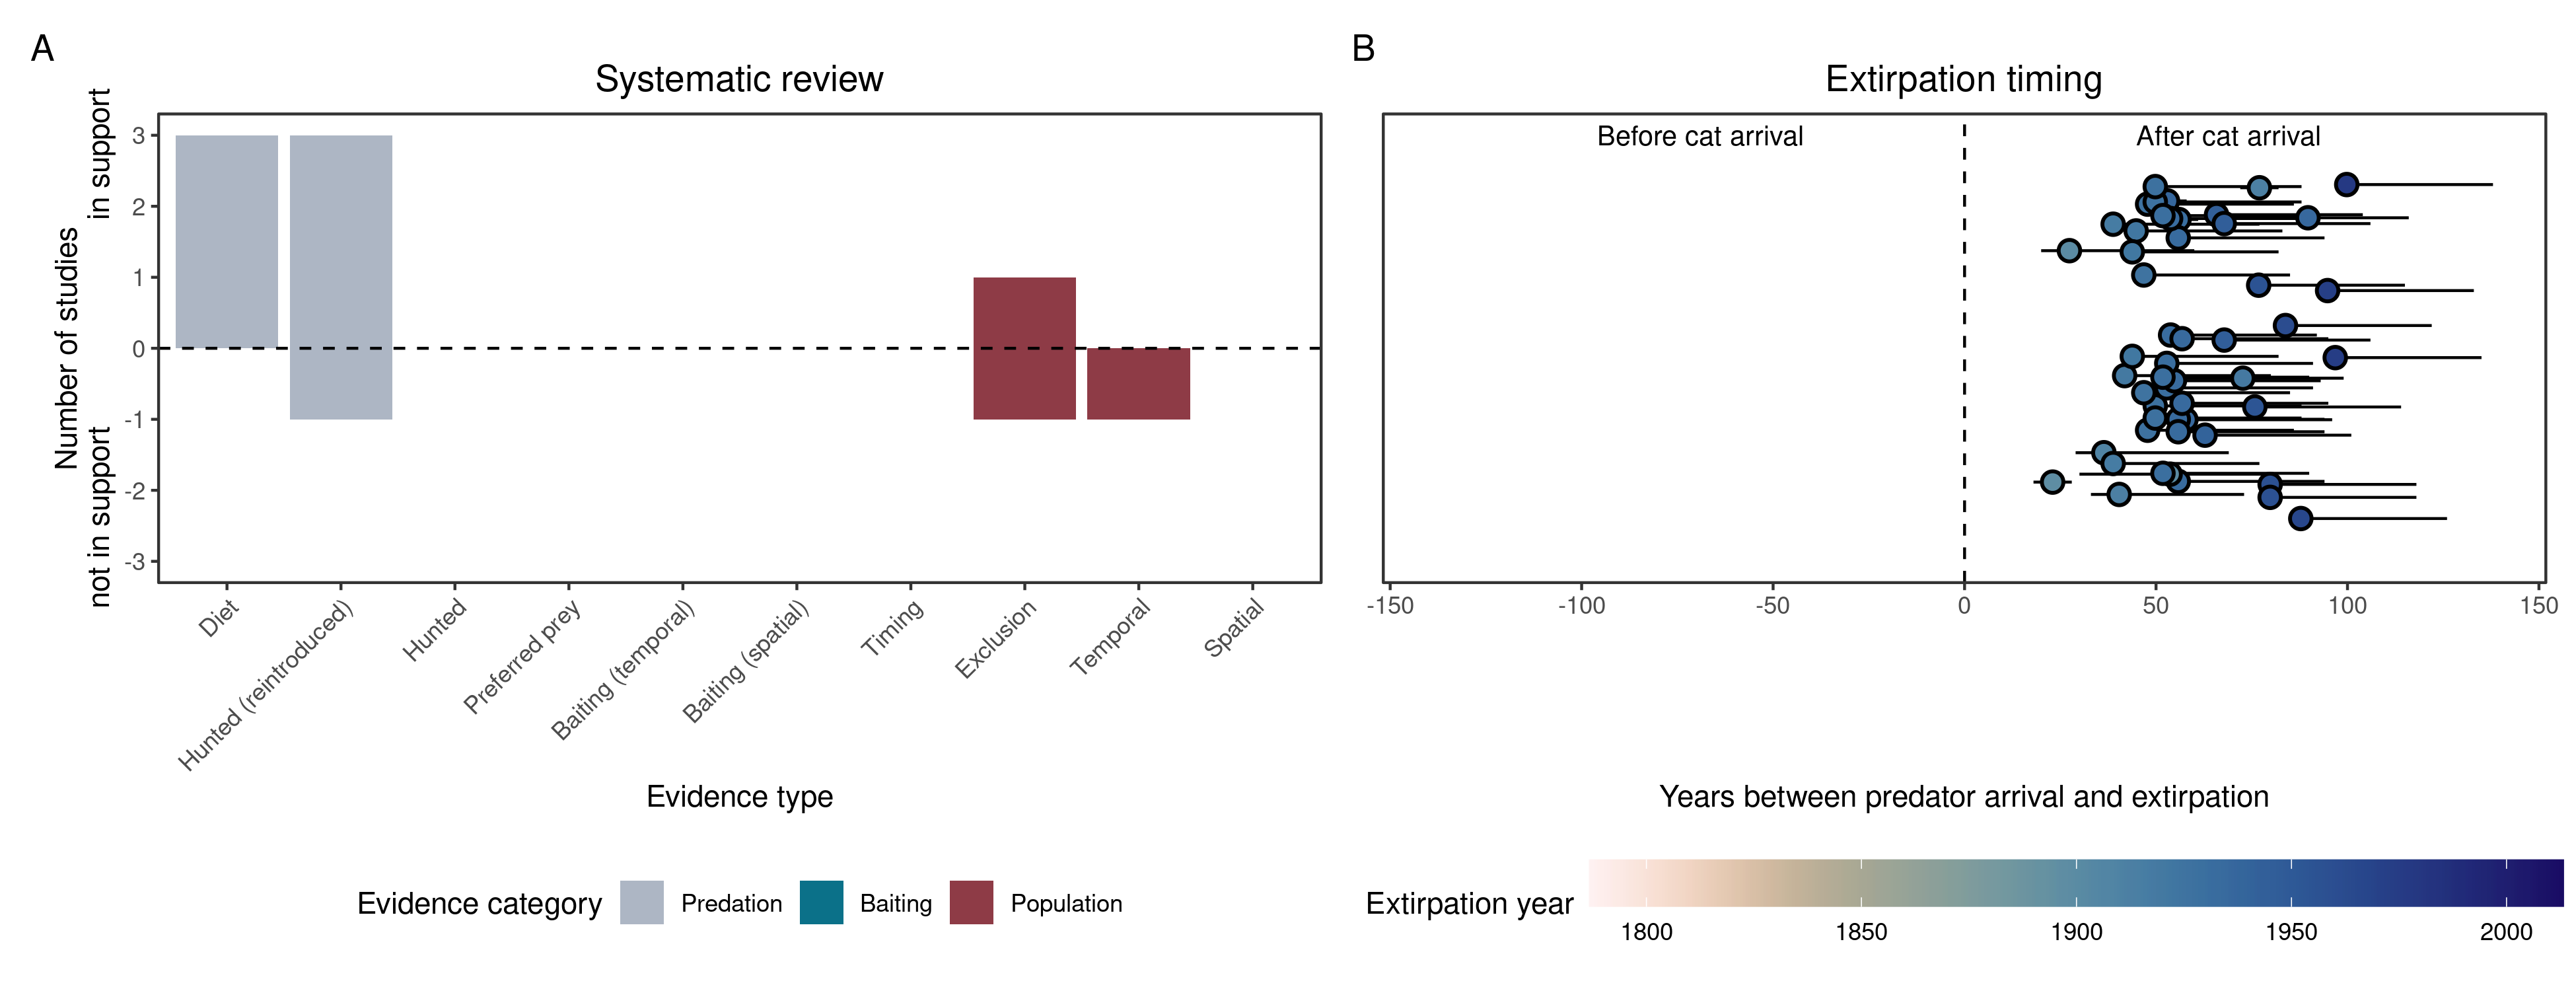 A
Systematic review
Number of studies
not in support in support
3
2
1
0
-1
-2
-3
Diet
Hunted (reintroduced)
Hunted
Preferred prey
Baiting (temporal)
Baiting (spatial)
Timing
Exclusion
Temporal
Spatial
Evidence type
Evidence category Predation Baiting Population
B
Extirpation timing
Before cat arrival After cat arrival
-150 -100 -50 0 50 100 150
Years between predator arrival and extirpation
Extirpation year
1800 1850 1900 1950 2000